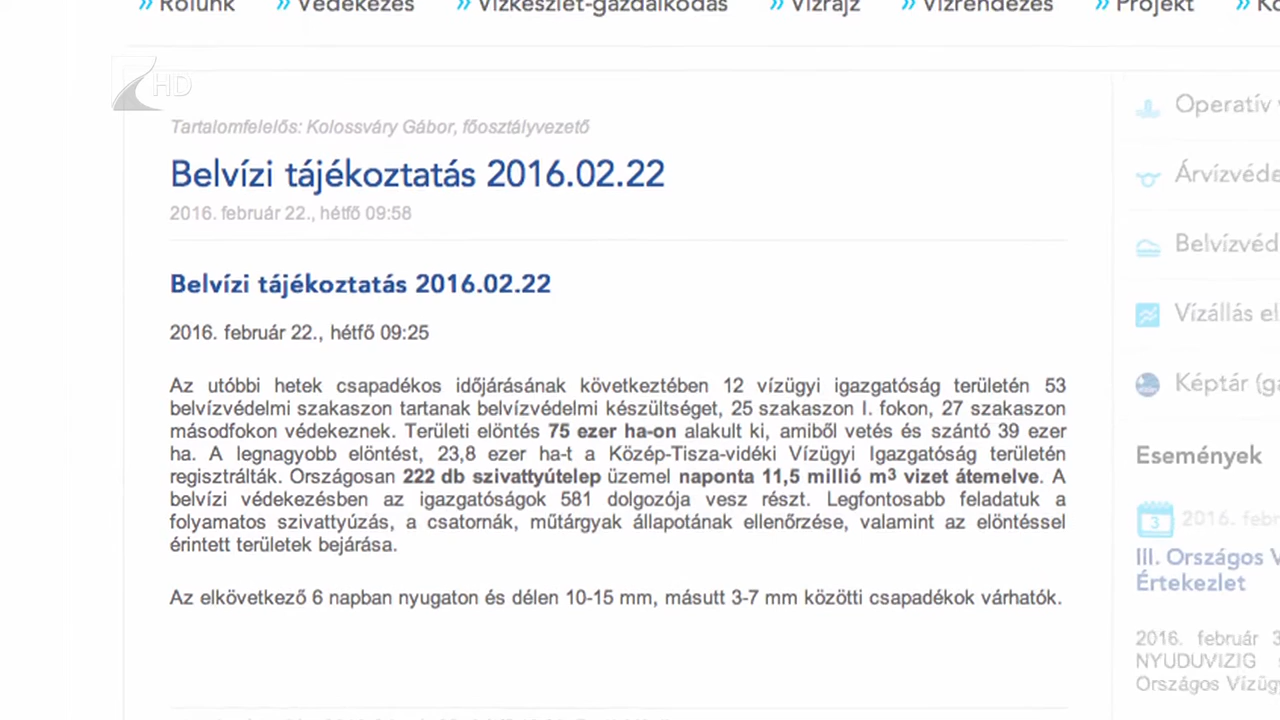 » Rólunk » Védekezés » Vízkészlet-gazdálkodás » Vízrajz » Vízrendezés » Projekt
HD
Tartalomfelelős: Kolossváry Gábor, főosztályvezető
Belvízi tájékoztatás 2016.02.22
2016. február 22., hétfő 09:58
Belvízi tájékoztatás 2016.02.22
2016. február 22., hétfő 09:25
Az utóbbi hetek csapadékos időjárásának következtében 12 vízügyi igazgatóság területén 53
belvízvédelmi szakaszon tartanak belvízvédelmi készültséget, 25 szakaszon I. fokon, 27 szakaszon
másodfokon védekeznek. Területi elöntés 75 ezer ha-on alakult ki, amiből vetés és szántó 39 ezer
ha. A legnagyobb elöntést, 23,8 ezer ha-t a Közép-Tisza-vidéki Vízügyi Igazgatóság területén
regisztrálták. Országosan 222 db szivattyútelep üzemel naponta 11,5 millió m³ vizet átemelve. A
belvízi védekezésben az igazgatóságok 581 dolgozója vesz részt. Legfontosabb feladatuk a
folyamatos szivattyúzás, a csatornák, műtárgyak állapotának ellenőrzése, valamint az elöntéssel
érintett területek bejárása.
Az elkövetkező 6 napban nyugaton és délen 10-15 mm, másutt 3-7 mm közötti csapadékok várhatók.
Operatív
Árvízvéde
Belvízvéd
Vízállás el
Képtár (ga
Események
3 2016. febr
III. Országos V
Értekezlet
2016. február 3
NYUDUVIZIG
Országos Vízügy